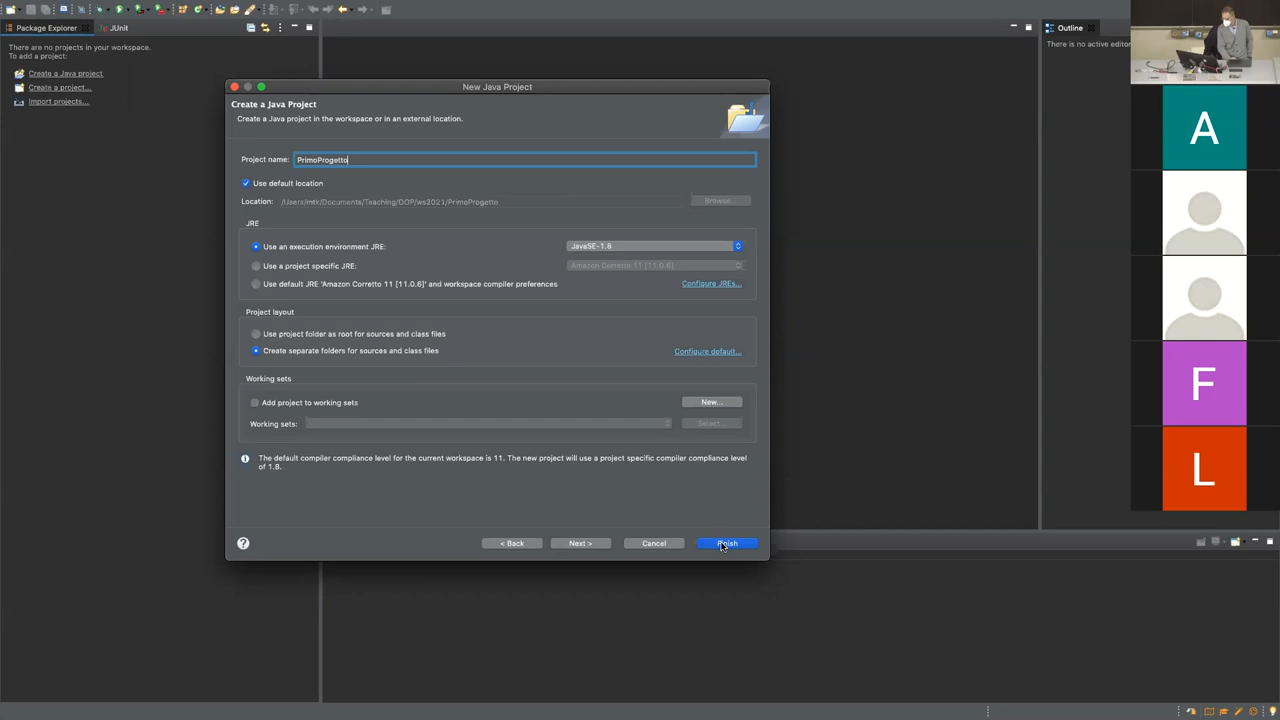 Package Explorer
JUnit
There are no projects in your workspace.
To add a project:
Create a Java project
Create a project...
Import projects...
New Java Project
Create a Java Project
Create a Java project in the workspace or in an external location.
Project name: PrimoProgetto
Use default location
Location: /Users/mtk/Documents/Teaching/OOP/ws2021/PrimoProgetto Browse...
JRE
Use an execution environment JRE: JavaSE-1.8
Use a project specific JRE: Amazon Corretto 11 [11.0.6]
Use default JRE 'Amazon Corretto 11 [11.0.6]' and workspace compiler preferences Configure JREs...
Project layout
Use project folder as root for sources and class files
Create separate folders for sources and class files Configure default...
Working sets
Add project to working sets New...
Working sets: Select...
The default compiler compliance level for the current workspace is 11. The new project will use a project specific compiler compliance level
of 1.8.
? < Back Next > Cancel Finish
Outline
There is no active editor
A
F
L